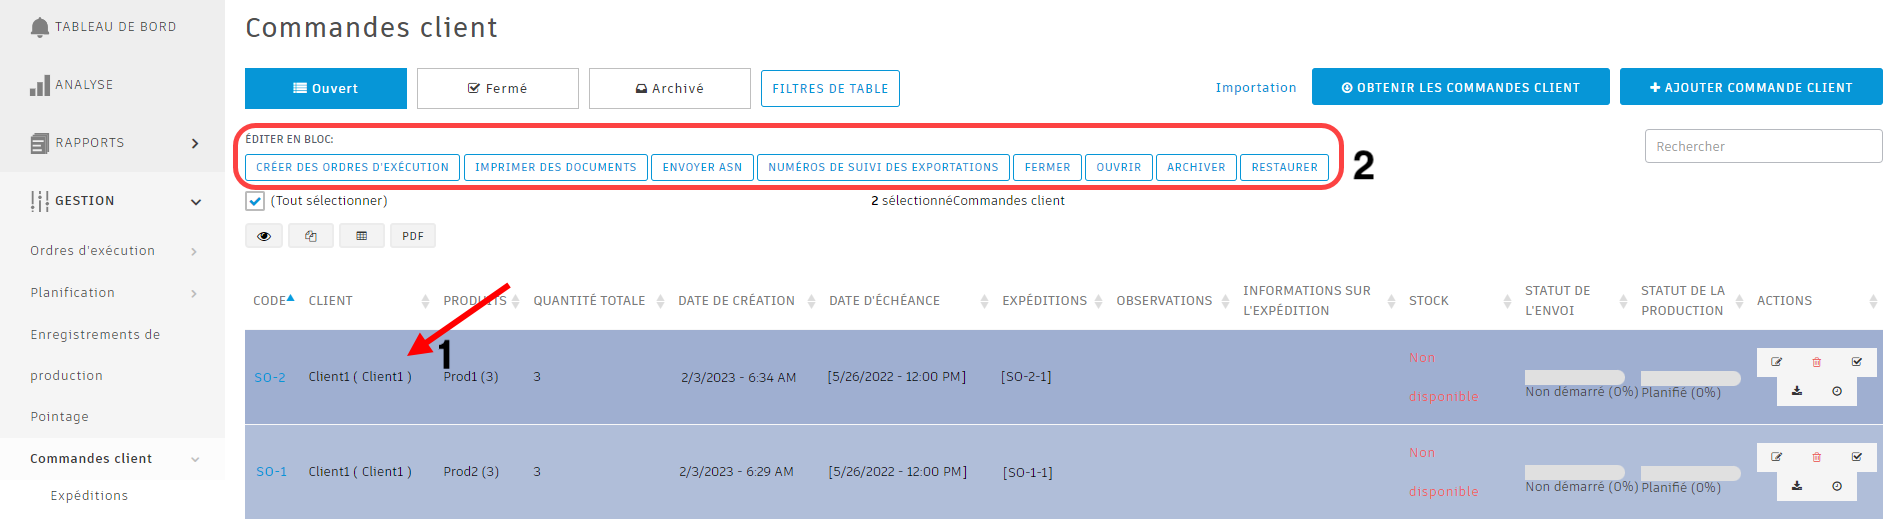 TABLEAU DE BORD
ANALYSE
RAPPORTS
GESTION
Ordres d'exécution
Planification
Enregistrements de
production
Pointage
Commandes client
Expéditions
Commandes client
Ouvert Fermé Archivé FILTRES DE TABLE Importation OBTENIR LES COMMANDES CLIENT AJOUTER COMMANDE CLIENT
ÉDITER EN BLOC:
Rechercher
CRÉER DES ORDRES D'EXÉCUTION IMPRIMER DES DOCUMENTS ENVOYER ASN NUMÉROS DE SUIVI DES EXPORTATIONS FERMER OUVRIR ARCHIVER RESTAURER 2
(Tout sélectionner) 2 sélectionnéCommandes client
PDF
CODE CLIENT PRODUITS QUANTITÉ TOTALE DATE DE CRÉATION DATE D'ÉCHÉANCE EXPÉDITIONS OBSERVATIONS INFORMATIONS SUR L'EXPÉDITION STOCK STATUT DE L'ENVOI STATUT DE LA PRODUCTION ACTIONS
1
SO-2 Client1 ( Client1 ) Prod1 (3) 3 2/3/2023 - 6:34 AM [5/26/2022 - 12:00 PM] [SO-2-1] Non disponible Non démarré (0%) Planifié (0%)
SO-1 Client1 ( Client1 ) Prod2 (3) 3 2/3/2023 - 6:29 AM [5/26/2022 - 12:00 PM] [SO-1-1] Non disponible Non démarré (0%) Planifié (0%)